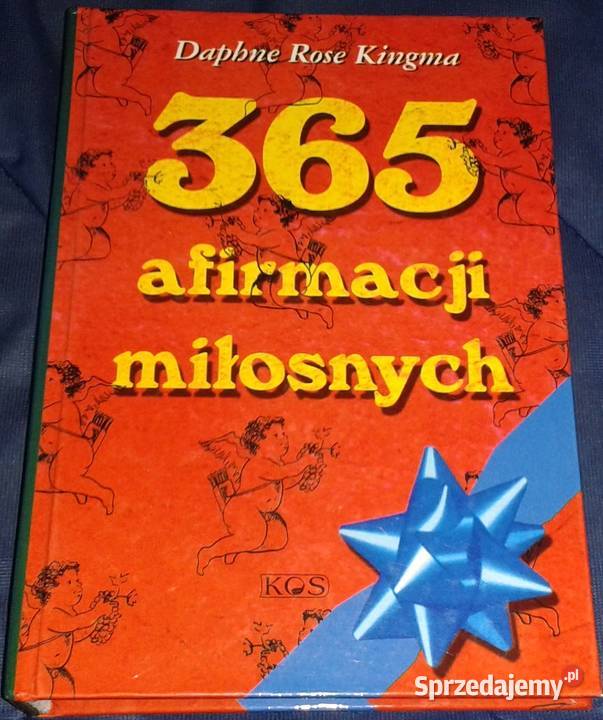 Daphne Rose Kingma
365
afirmacji
miłosnych
KOS
Sprzedajemy.pl